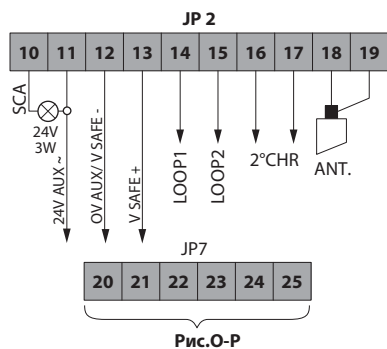 JP 2
10 11 12 13 14 15 16 17 18 19
SCA
24V
3W
24V AUX ~
OV AUX/ V SAFE -
V SAFE +
LOOP1
LOOP2
2°CHR
ANT.
JP7
20 21 22 23 24 25
Рис.O-P